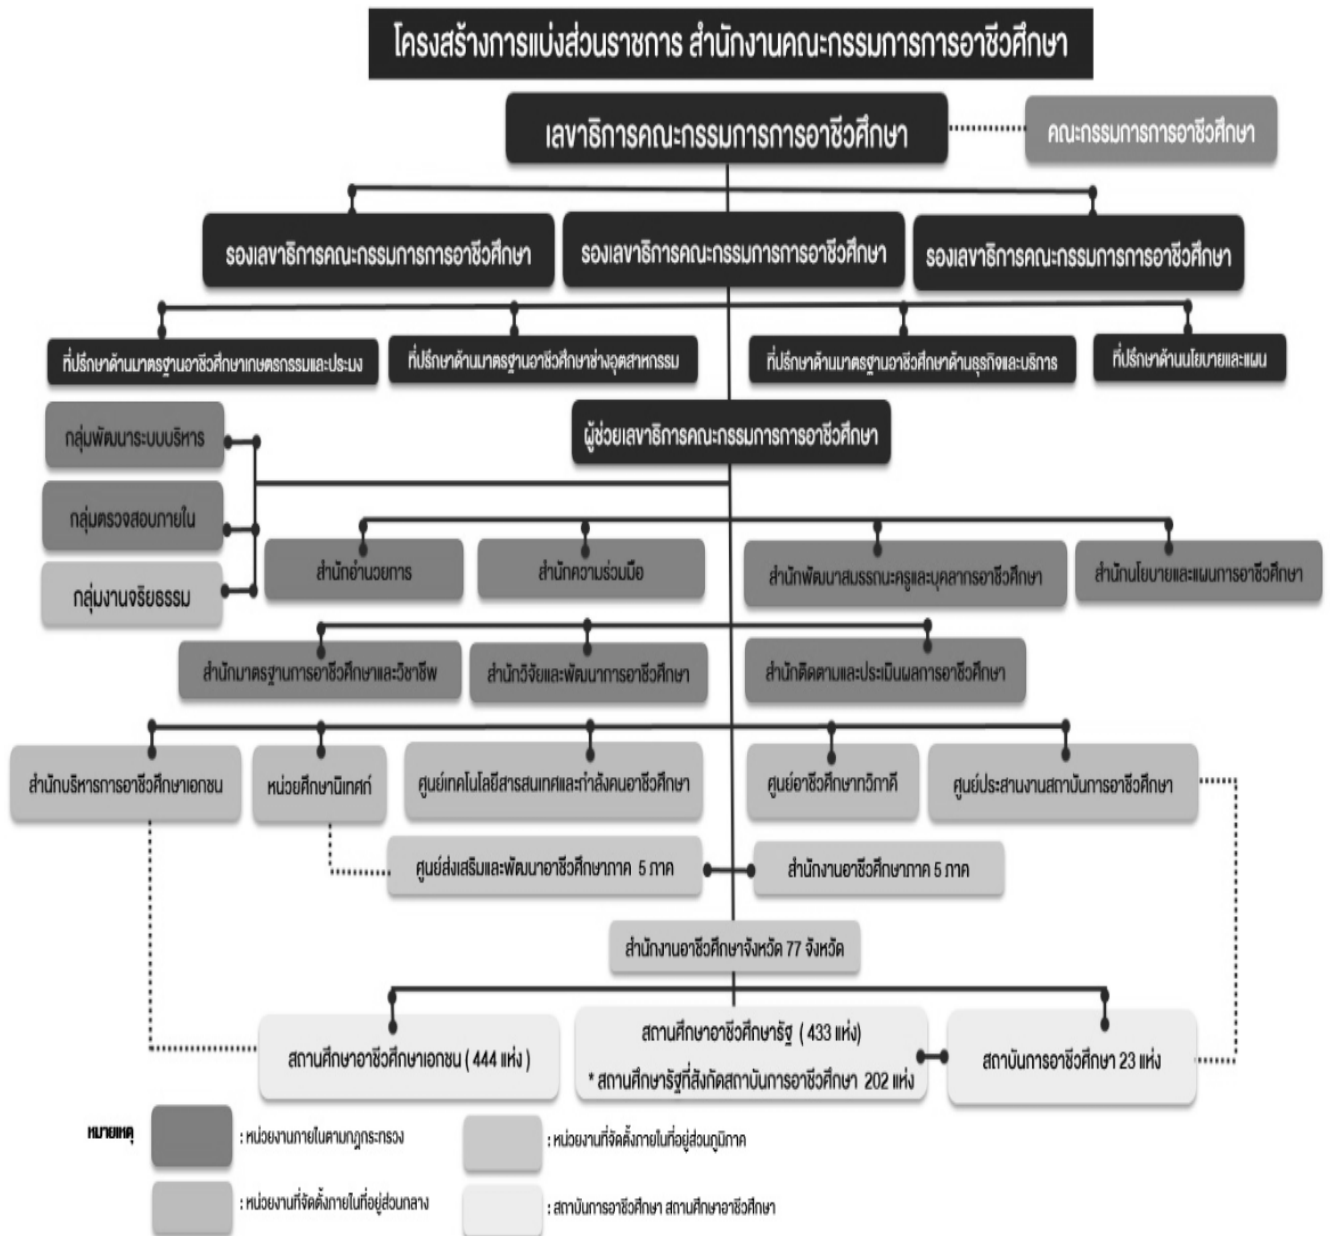 โครงสร้างการแบ่งส่วนราชการ สำนักงานคณะกรรมการการอาชีวศึกษา
เลขาธิการคณะกรรมการการอาชีวศึกษา
คณะกรรมการการอาชีวศึกษา
รองเลขาธิการคณะกรรมการการอาชีวศึกษา
รองเลขาธิการคณะกรรมการการอาชีวศึกษา
รองเลขาธิการคณะกรรมการการอาชีวศึกษา
ที่ปรึกษาด้านมาตรฐานอาชีวศึกษาเกษตรกรรมและประมง
ที่ปรึกษาด้านมาตรฐานอาชีวศึกษาช่างอุตสาหกรรม
ที่ปรึกษาด้านมาตรฐานอาชีวศึกษาด้านธุรกิจและบริการ
ที่ปรึกษาด้านนโยบายและแผน
ผู้ช่วยเลขาธิการคณะกรรมการการอาชีวศึกษา
กลุ่มพัฒนาระบบบริหาร
กลุ่มตรวจสอบภายใน
กลุ่มงานจริยธรรม
สำนักอำนวยการ
สำนักความร่วมมือ
สำนักพัฒนาสมรรถนะครูและบุคลากรอาชีวศึกษา
สำนักนโยบายและแผนการอาชีวศึกษา
สำนักมาตรฐานการอาชีวศึกษาและวิชาชีพ
สำนักวิจัยและพัฒนาการอาชีวศึกษา
สำนักติดตามและประเมินผลการอาชีวศึกษา
สำนักบริหารการอาชีวศึกษาเอกชน
หน่วยศึกษานิเทศก์
ศูนย์เทคโนโลยีสารสนเทศและกำลังคนอาชีวศึกษา
ศูนย์อาชีวศึกษาทวิภาคี
ศูนย์ประสานงานสถาบันการอาชีวศึกษา
ศูนย์ส่งเสริมและพัฒนาอาชีวศึกษาภาค 5 ภาค
สำนักงานอาชีวศึกษาภาค 5 ภาค
สำนักงานอาชีวศึกษาจังหวัด 77 จังหวัด
สถานศึกษาอาชีวศึกษาเอกชน ( 444 แห่ง )
สถานศึกษาอาชีวศึกษารัฐ ( 433 แห่ง)
* สถานศึกษารัฐที่สังกัดสถาบันการอาชีวศึกษา 202 แห่ง
สถาบันการอาชีวศึกษา 23 แห่ง
หมายเหตุ
: หน่วยงานภายในตามกฎกระทรวง
: หน่วยงานที่จัดตั้งภายในที่อยู่ส่วนภูมิภาค
: หน่วยงานที่จัดตั้งภายในที่อยู่ส่วนกลาง
: สถาบันการอาชีวศึกษา สถานศึกษาอาชีวศึกษา